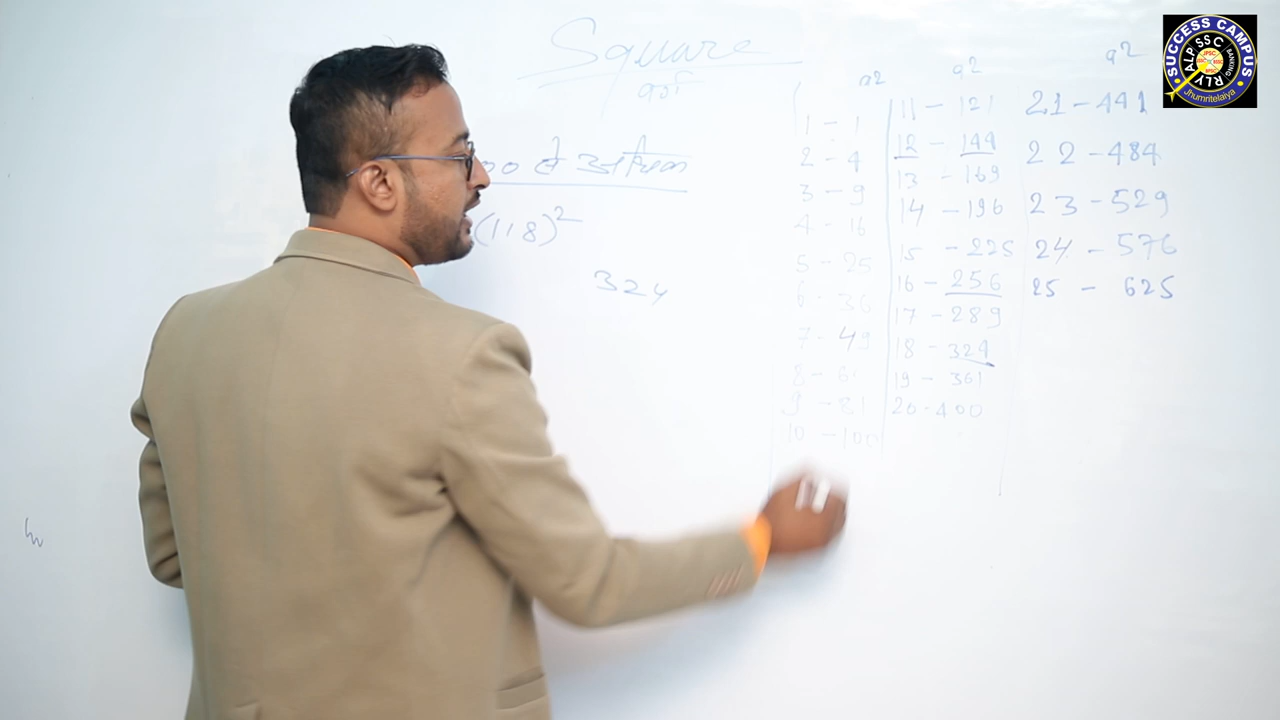 Square
वर्ग
(118)²
324
a²
1 - 1
2 - 4
3 - 9
4 - 16
5 - 25
6 - 36
7 - 49
8 - 6
9 - 81
10 - 100
a²
11 - 121
12 - 144
13 - 169
14 - 196
15 - 225
16 - 256
17 - 289
18 - 324
19 - 361
20 - 400
a²
21 - 441
22 - 484
23 - 529
24 - 576
25 - 625
SUCCESS CAMPUS
ALP SSC
BANKING
RLY
JPSC
BPSC
Jhumritelaiya